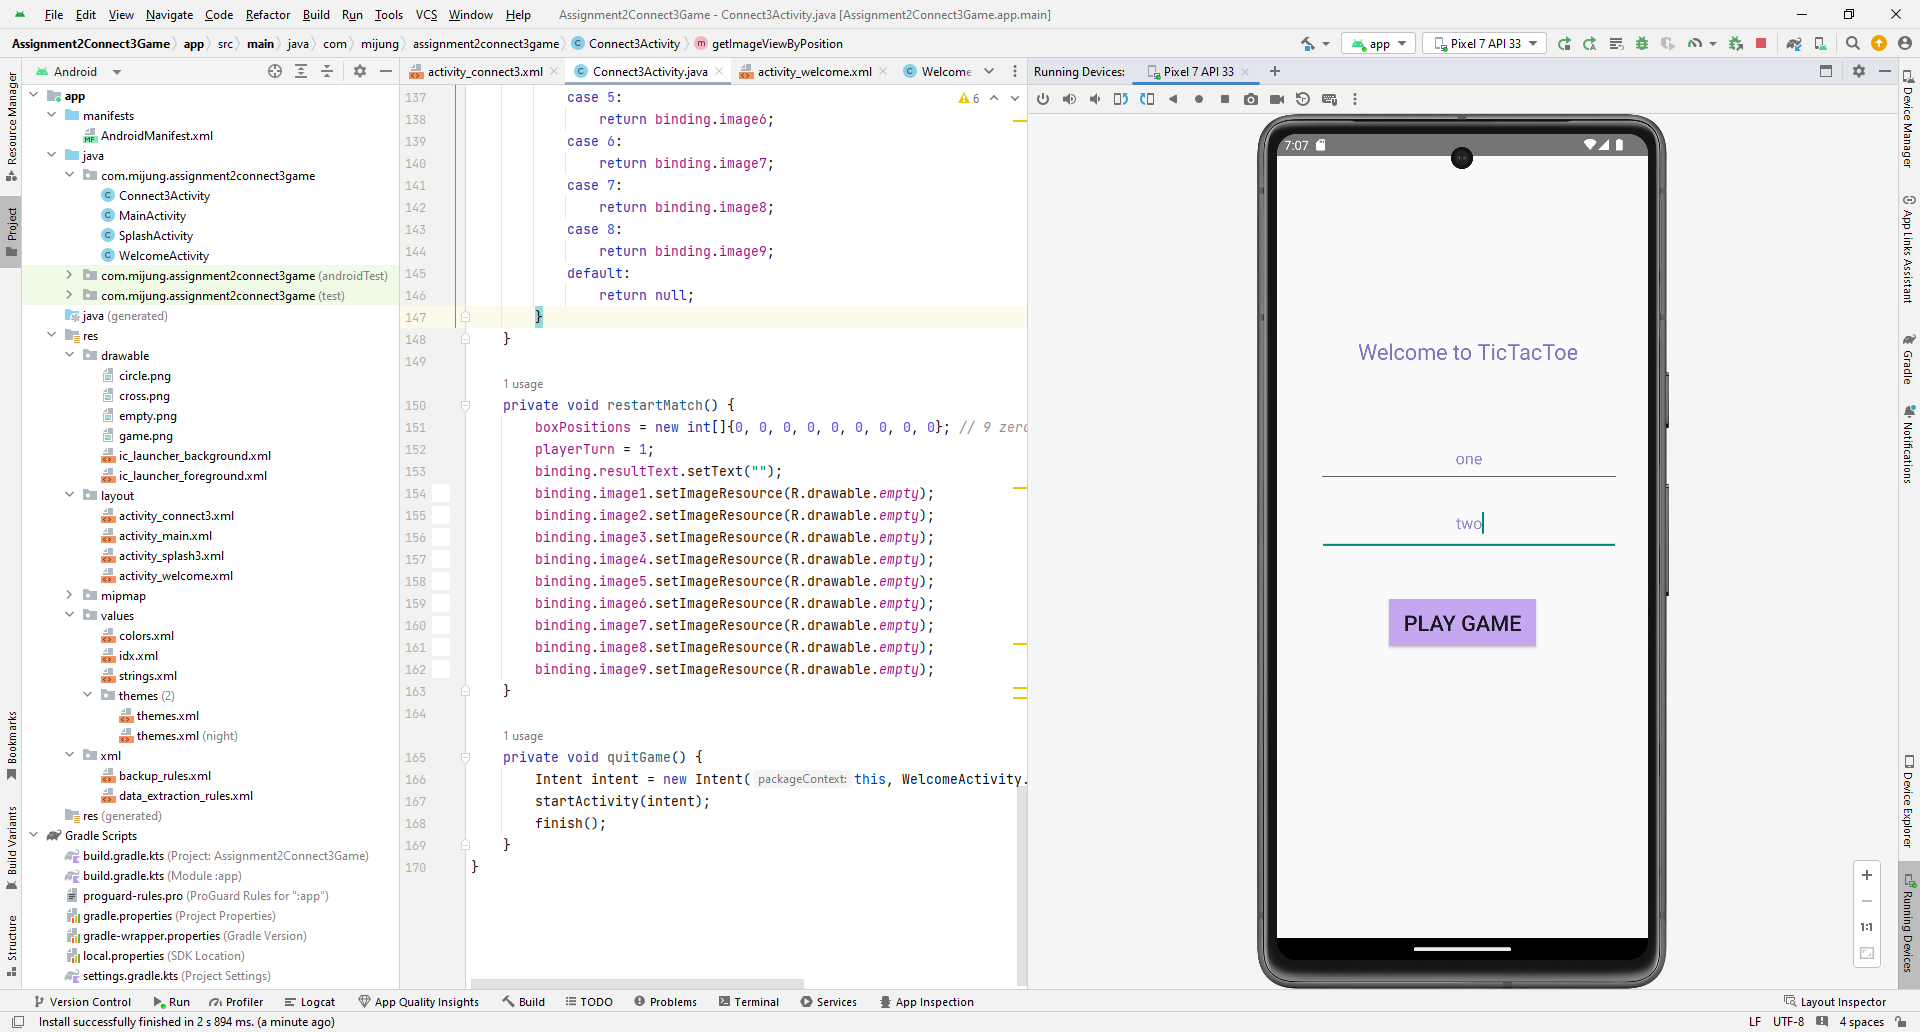 File Edit View Navigate Code Refactor Build Run Tools VCS Window Help Assignment2Connect3Game - Connect3Activity.java [Assignment2Connect3Game.app.main]
Assignment2Connect3Game app src main java com mijung assignment2connect3game Connect3Activity getImageViewByPosition app Pixel 7 API 33
Android
activity_connect3.xml Connect3Activity.java activity_welcome.xml Welcome
Running Devices: Pixel 7 API 33
Resource Manager
Project
Bookmarks
Build Variants
Structure
app
manifests
AndroidManifest.xml
java
com.mijung.assignment2connect3game
Connect3Activity
MainActivity
SplashActivity
WelcomeActivity
com.mijung.assignment2connect3game (androidTest)
com.mijung.assignment2connect3game (test)
java (generated)
res
drawable
circle.png
cross.png
empty.png
game.png
ic_launcher_background.xml
ic_launcher_foreground.xml
layout
activity_connect3.xml
activity_main.xml
activity_splash3.xml
activity_welcome.xml
mipmap
values
colors.xml
idx.xml
strings.xml
themes (2)
themes.xml
themes.xml (night)
xml
backup_rules.xml
data_extraction_rules.xml
res (generated)
Gradle Scripts
build.gradle.kts (Project: Assignment2Connect3Game)
build.gradle.kts (Module :app)
proguard-rules.pro (ProGuard Rules for ":app")
gradle.properties (Project Properties)
gradle-wrapper.properties (Gradle Version)
local.properties (SDK Location)
settings.gradle.kts (Project Settings)
6
137 case 5:
138 return binding.image6;
139 case 6:
140 return binding.image7;
141 case 7:
142 return binding.image8;
143 case 8:
144 return binding.image9;
145 default:
146 return null;
147 }
148 }
149
1 usage
150 private void restartMatch() {
151 boxPositions = new int[]{0, 0, 0, 0, 0, 0, 0, 0, 0}; // 9 zero
152 playerTurn = 1;
153 binding.resultText.setText("");
154 binding.image1.setImageResource(R.drawable.empty);
155 binding.image2.setImageResource(R.drawable.empty);
156 binding.image3.setImageResource(R.drawable.empty);
157 binding.image4.setImageResource(R.drawable.empty);
158 binding.image5.setImageResource(R.drawable.empty);
159 binding.image6.setImageResource(R.drawable.empty);
160 binding.image7.setImageResource(R.drawable.empty);
161 binding.image8.setImageResource(R.drawable.empty);
162 binding.image9.setImageResource(R.drawable.empty);
163 }
164
1 usage
165 private void quitGame() {
166 Intent intent = new Intent( packageContext: this, WelcomeActivity.
167 startActivity(intent);
168 finish();
169 }
170 }
7:07
Welcome to TicTacToe
one
two
PLAY GAME
1:1
Device Manager
App Links Assistant
Gradle
Notifications
Device Explorer
Running Devices
Version Control Run Profiler Logcat App Quality Insights Build TODO Problems Terminal Services App Inspection Layout Inspector
Install successfully finished in 2 s 894 ms. (a minute ago) LF UTF-8 4 spaces